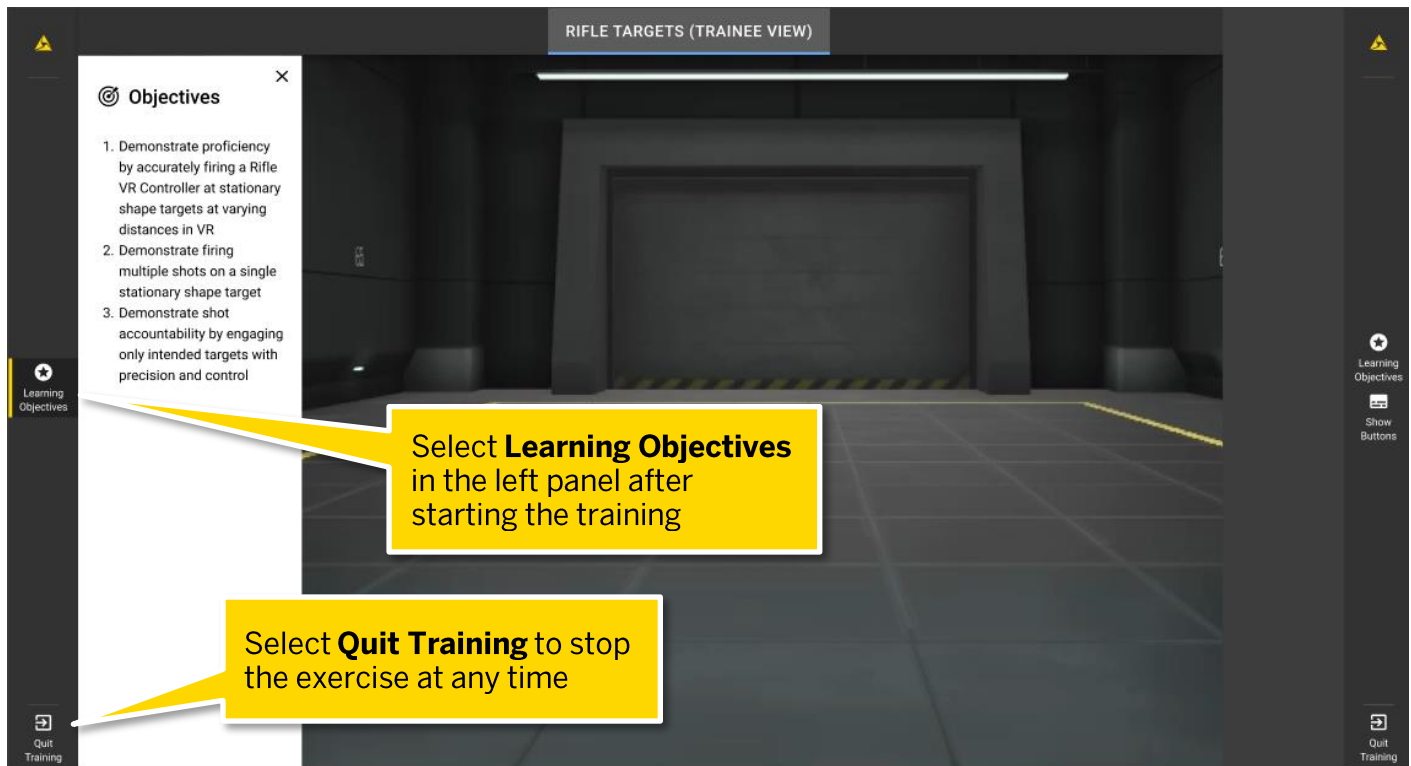 RIFLE TARGETS (TRAINEE VIEW)
Objectives
1. Demonstrate proficiency
by accurately firing a Rifle
VR Controller at stationary
shape targets at varying
distances in VR
2. Demonstrate firing
multiple shots on a single
stationary shape target
3. Demonstrate shot
accountability by engaging
only intended targets with
precision and control
Learning
Objectives
Select Learning Objectives
in the left panel after
starting the training
Select Quit Training to stop
the exercise at any time
Quit
Training
Learning
Objectives
Show
Buttons
Quit
Training